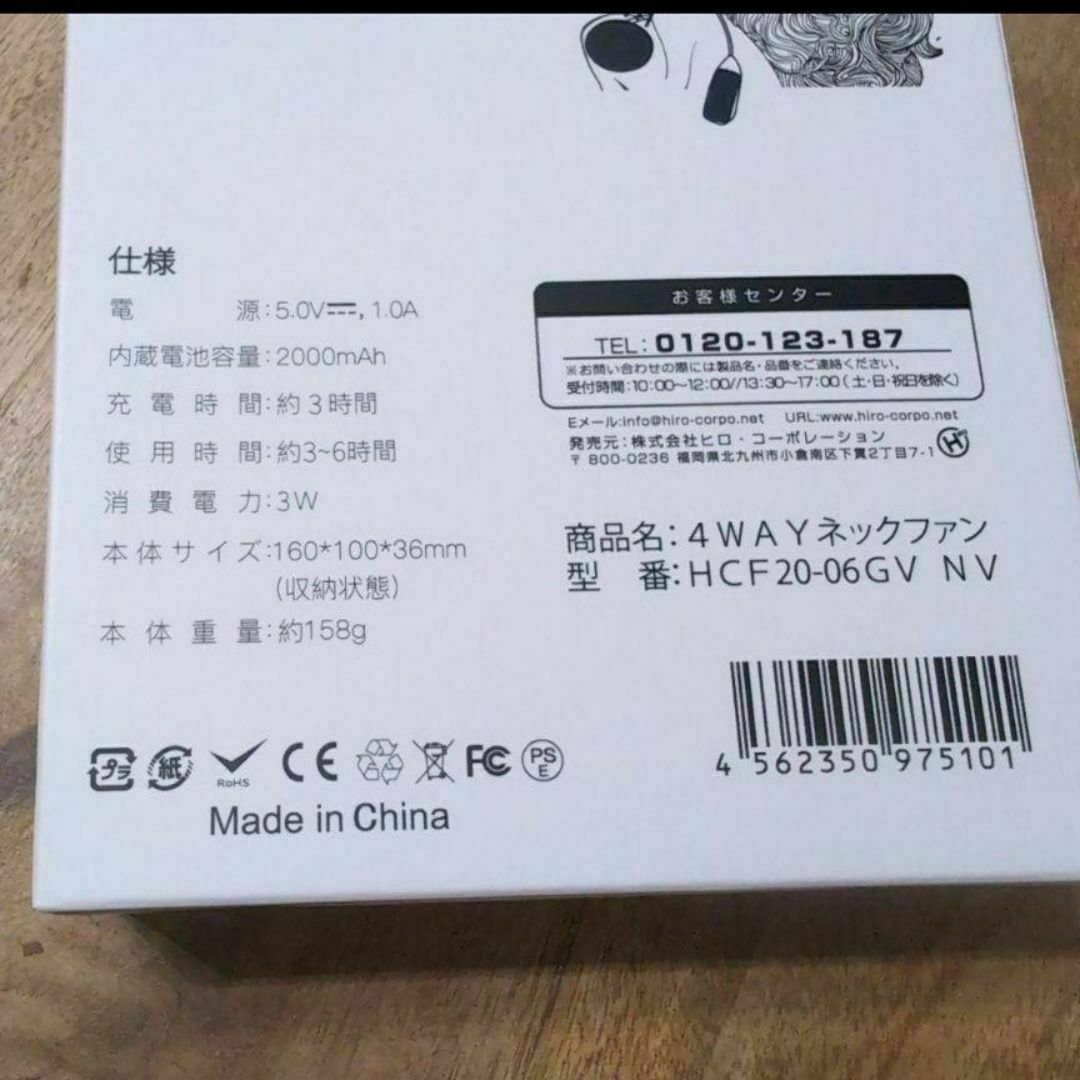 仕様
電 源:5.0V⎓, 1.0A
内蔵電池容量:2000mAh
充電時間:約3時間
使用時間:約3~6時間
消費電力:3W
本体サイズ:160*100*36mm
(収納状態)
本体重量:約158g
お客様センター
TEL:0120-123-187
※お問い合わせの際には製品名・品番をご連絡ください。
受付時間:10:00〜12:00//13:30〜17:00(土・日・祝日を除く)
Eメール:info@hiro-corpo.net URL:www.hiro-corpo.net
発売元:株式会社ヒロ・コーポレーション
〒800-0236 福岡県北九州市小倉南区下貫2丁目7-1
H
商品名:4WAYネックファン
型 番:HCF20-06GV NV
4 562350 975101
プラ 紙 RoHS CE FC PSE
Made in China